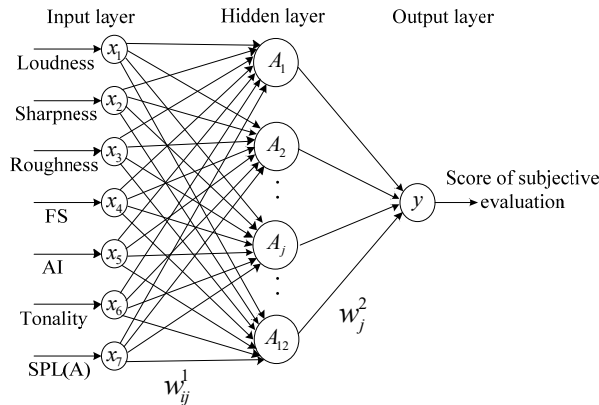 Input layer Hidden layer Output layer
x₁
Loudness
x₂
Sharpness
x₃
Roughness
x₄
FS
x₅
AI
x₆
Tonality
x₇
SPL(A)
A₁
A₂
Aⱼ
A₁₂
w¹ᵢⱼ
w²ⱼ
y
Score of subjective
evaluation